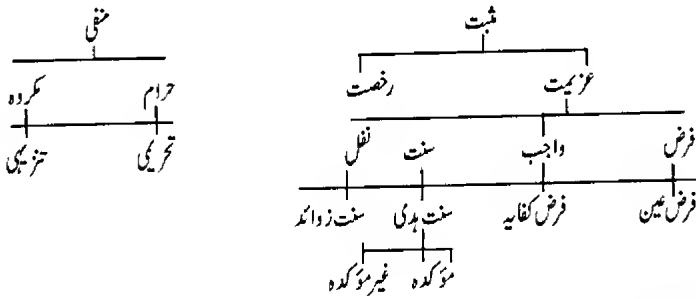 مثبت
منفی
عزیمت رخصت
حرام مکروہ
فرض واجب سنت نفل
تحریمی تنزیہی
فرض عین فرض کفایہ سنت ہدی سنت زوائد
مؤکدہ غیر مؤکدہ